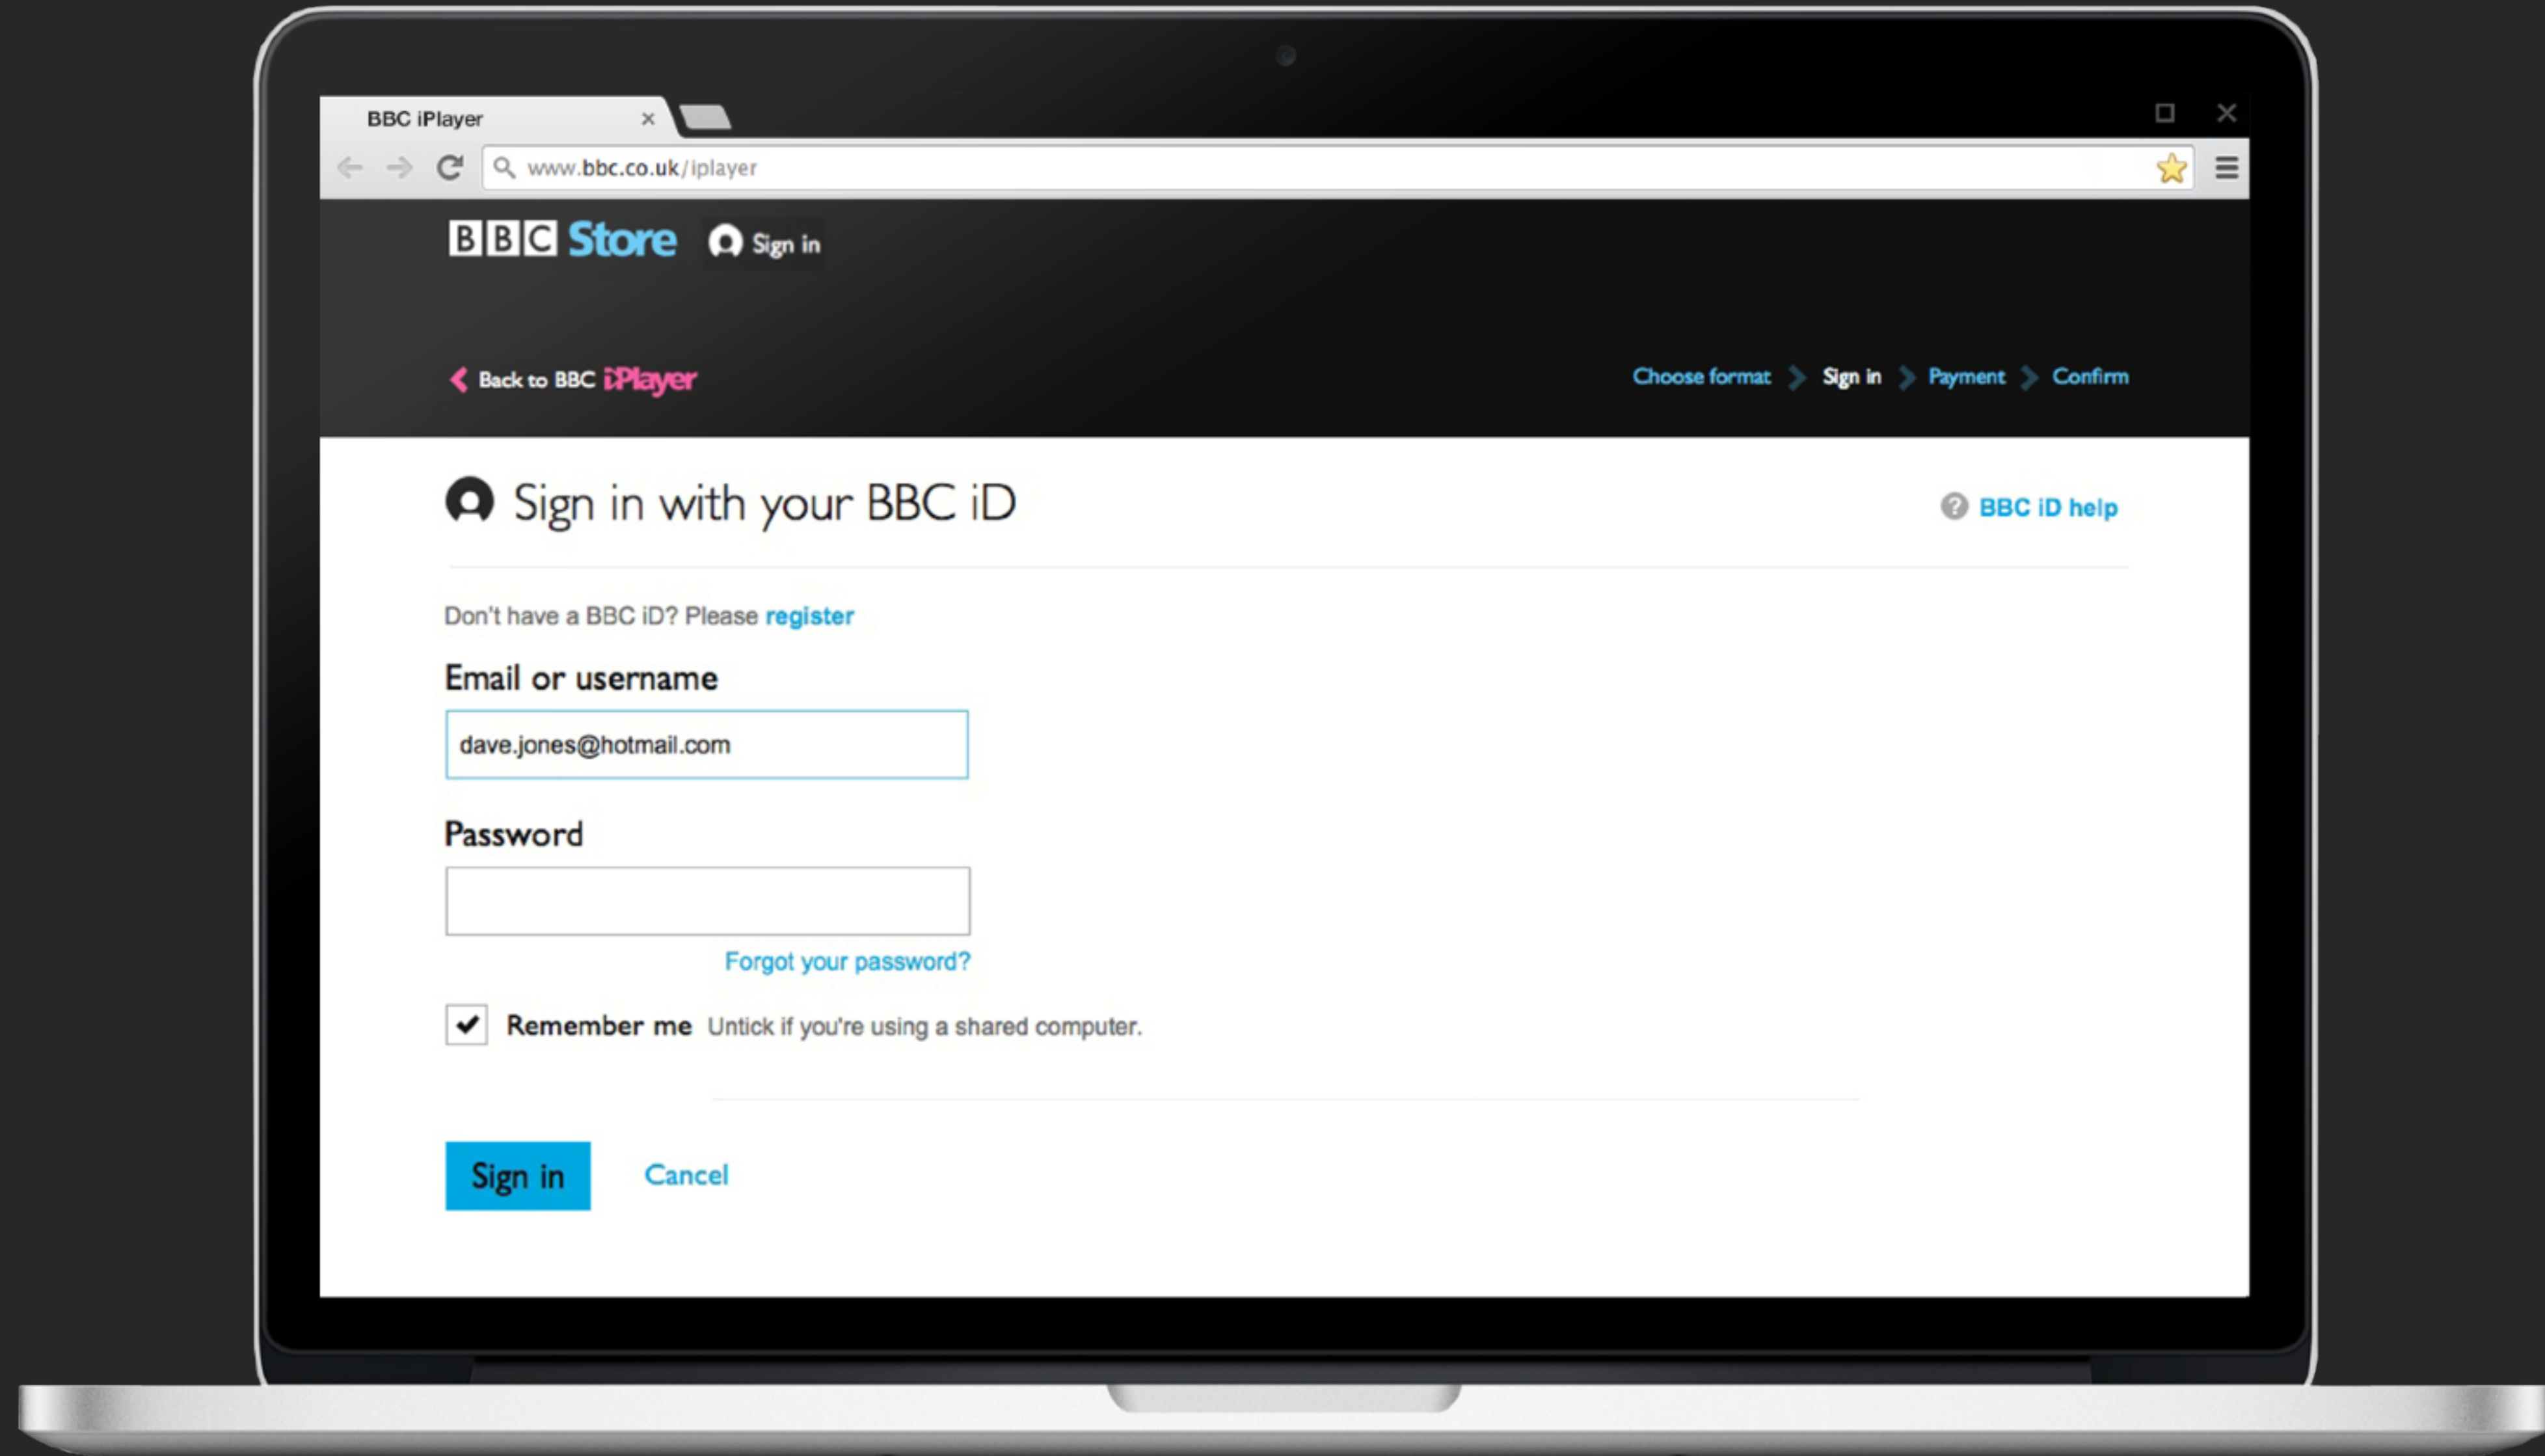 BBC iPlayer
www.bbc.co.uk/iplayer
BBC Store Sign in
Back to BBC iPlayer
Choose format Sign in Payment Confirm
Sign in with your BBC iD
BBC iD help
Don't have a BBC iD? Please register
Email or username
dave.jones@hotmail.com
Password
Forgot your password?
Remember me Untick if you're using a shared computer.
Sign in Cancel